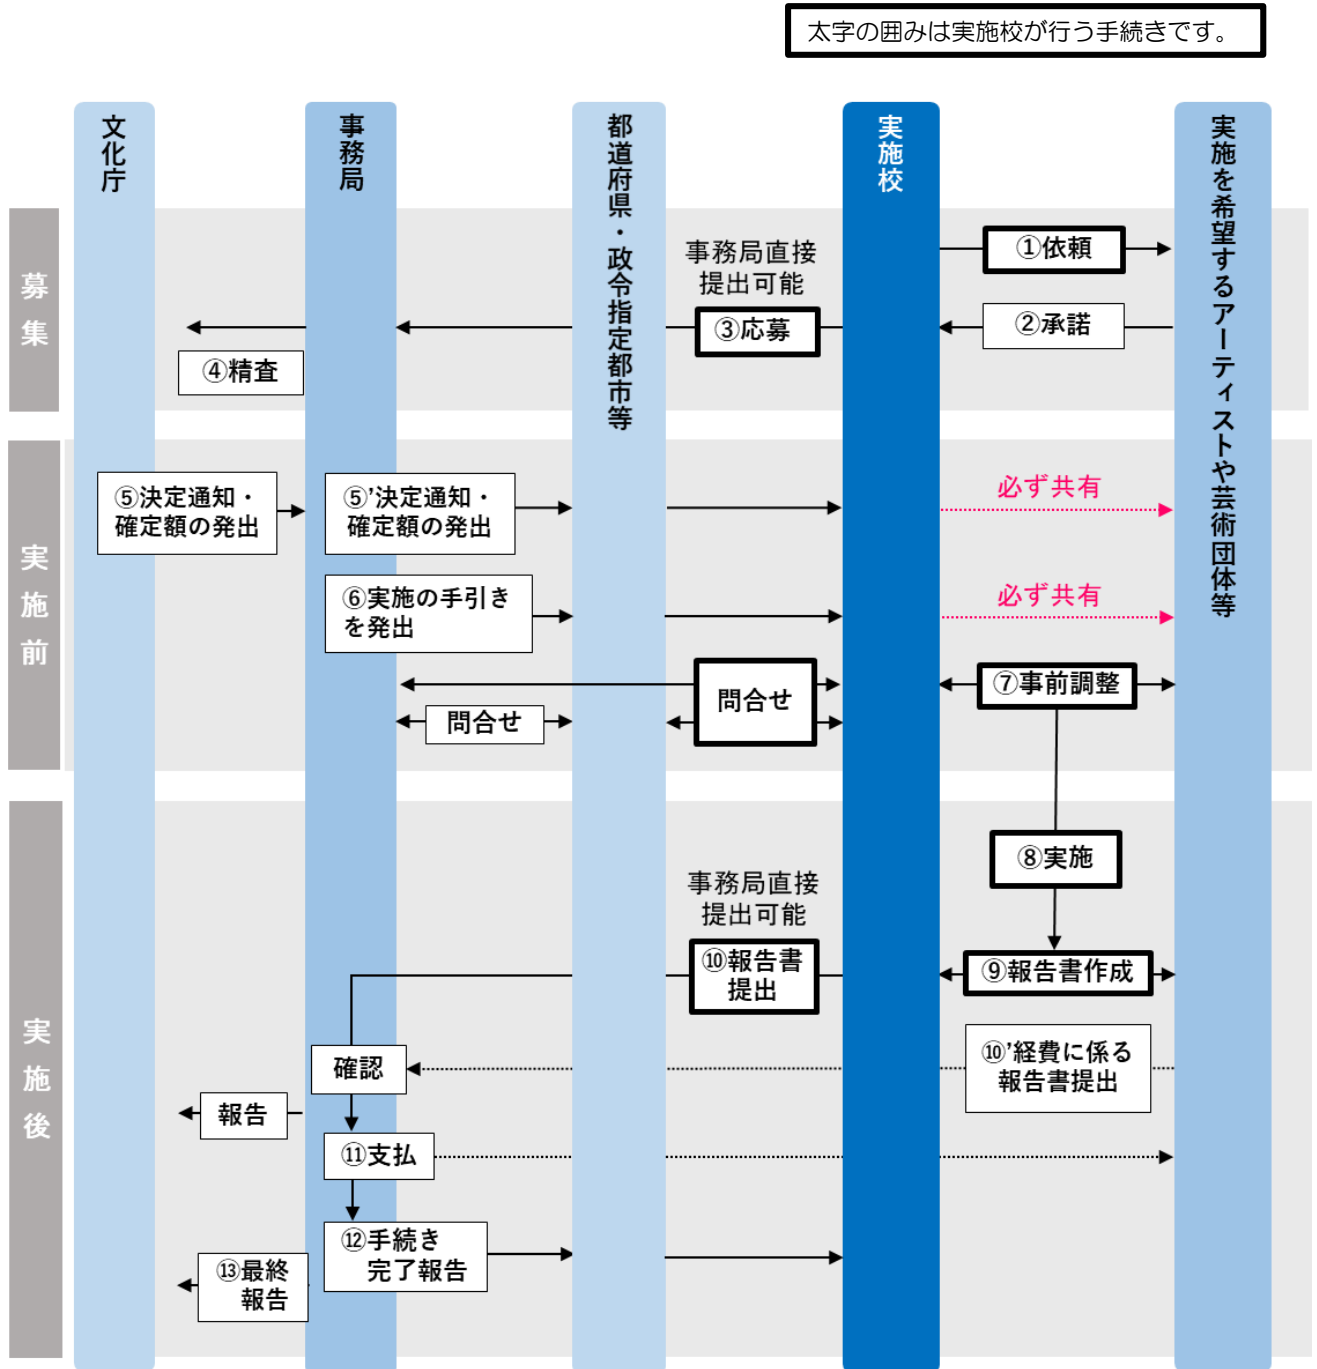 太字の囲みは実施校が行う手続きです。
文化庁
事務局
都道府県・政令指定都市等
実施校
実施を希望するアーティストや芸術団体等
募集
①依頼
事務局直接
提出可能
②承諾
③応募
④精査
実施前
⑤決定通知・
確定額の発出
⑤’決定通知・
確定額の発出
必ず共有
⑥実施の手引き
を発出
必ず共有
問合せ
⑦事前調整
問合せ
実施後
⑧実施
事務局直接
提出可能
⑩報告書
提出
⑨報告書作成
確認
⑩’経費に係る
報告書提出
報告
⑪支払
⑫手続き
完了報告
⑬最終
報告